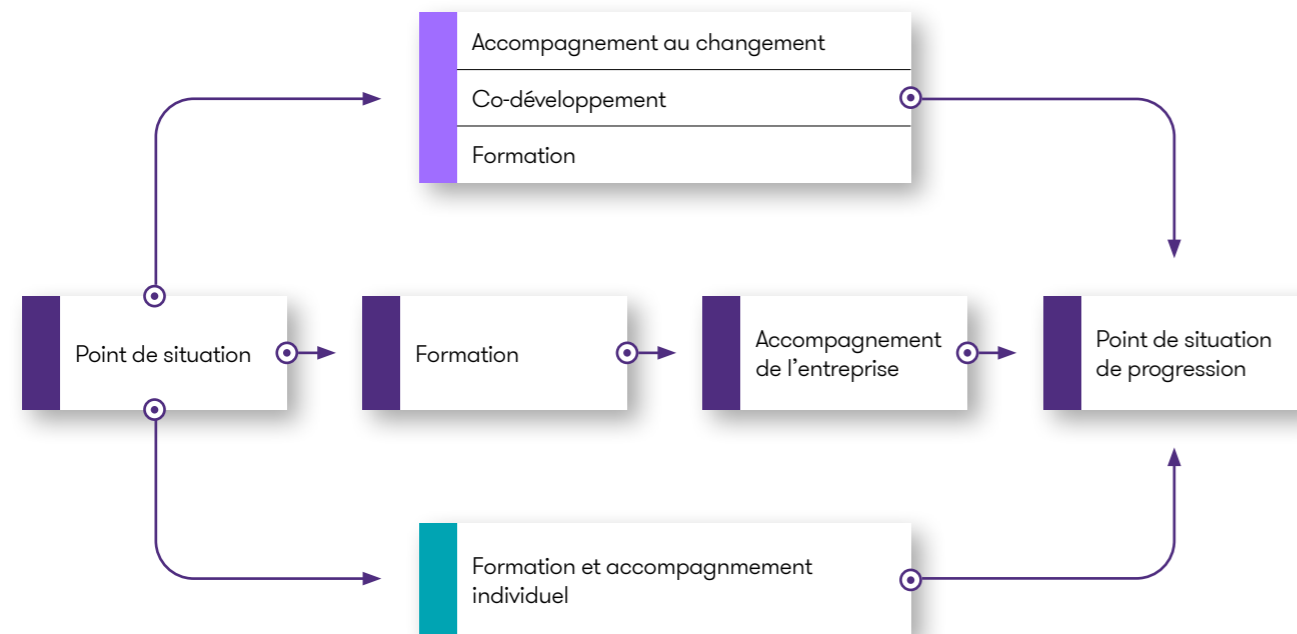 Accompagnement au changement
Co-développement
Formation
Point de situation
Formation
Accompagnement
de l'entreprise
Point de situation
de progression
Formation et accompagnmement
individuel